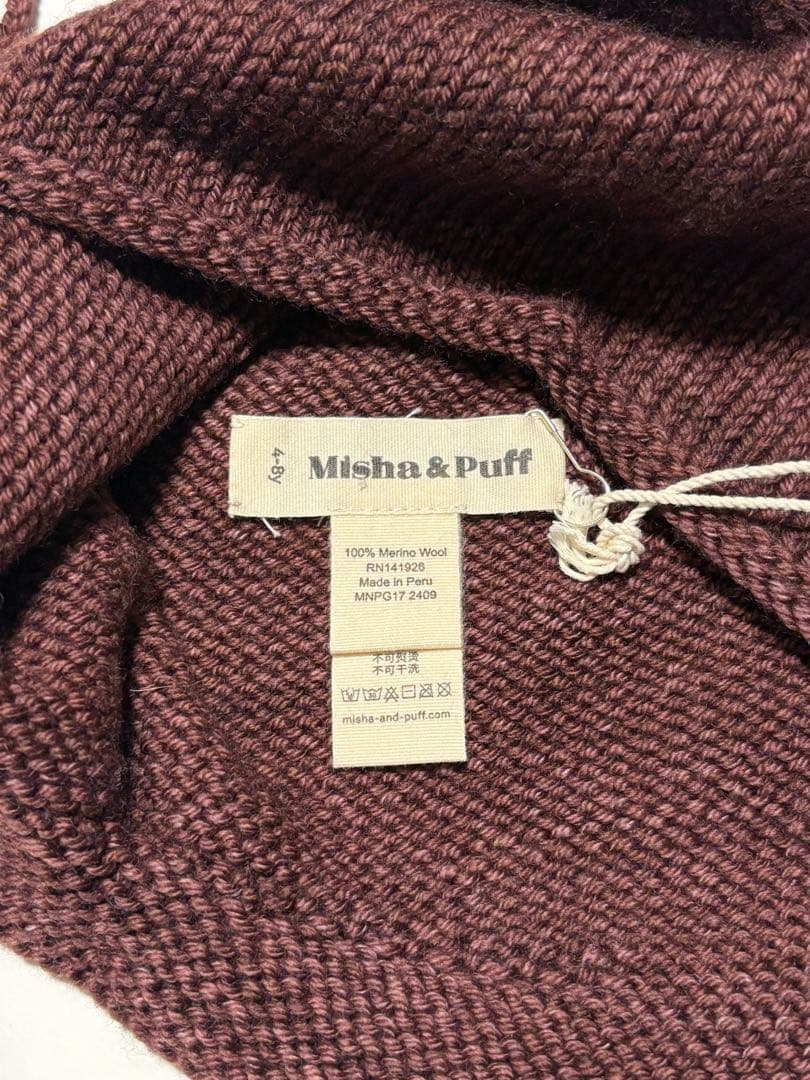 4-8y
Misha & Puff
100% Merino Wool
RN141926
Made in Peru
MNPG17 2409
不可熨烫
不可干洗
misha-and-puff.com